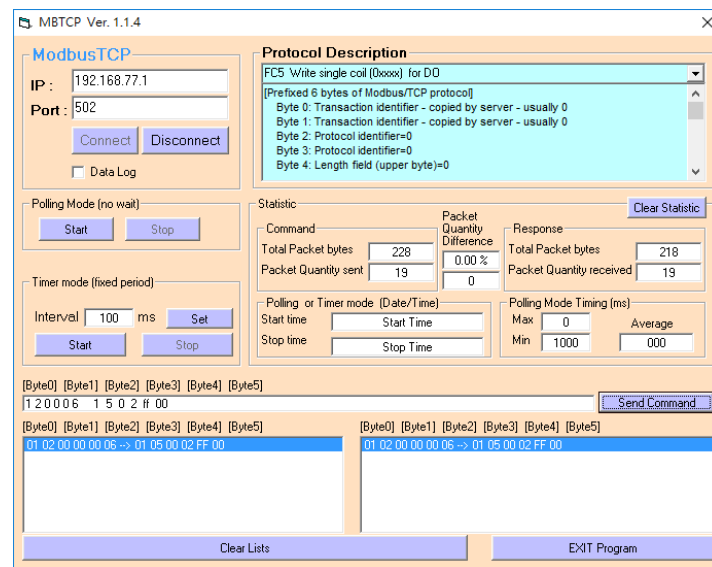 MBTCP Ver. 1.1.4
ModbusTCP
IP : 192.168.77.1
Port : 502
Connect Disconnect
Data Log
Protocol Description
FC5 Write single coil (0xxxx) for DO
[Prefixed 6 bytes of Modbus/TCP protocol]
Byte 0: Transaction identifier - copied by server - usually 0
Byte 1: Transaction identifier - copied by server - usually 0
Byte 2: Protocol identifier=0
Byte 3: Protocol identifier=0
Byte 4: Length field (upper byte)=0
Polling Mode (no wait)
Start Stop
Timer mode (fixed period)
Interval 100 ms Set
Start Stop
Statistic
Clear Statistic
Command
Total Packet bytes 228
Packet Quantity sent 19
Packet
Quantity
Difference
0.00 %
0
Response
Total Packet bytes 218
Packet Quantity received 19
Polling or Timer mode (Date/Time)
Start time Start Time
Stop time Stop Time
Polling Mode Timing (ms)
Max 0 Average
Min 1000 000
[Byte0] [Byte1] [Byte2] [Byte3] [Byte4] [Byte5]
1 2 0 0 0 6 1 5 0 2 ff 00 Send Command
[Byte0] [Byte1] [Byte2] [Byte3] [Byte4] [Byte5]
01 02 00 00 00 06 --> 01 05 00 02 FF 00
[Byte0] [Byte1] [Byte2] [Byte3] [Byte4] [Byte5]
01 02 00 00 00 06 --> 01 05 00 02 FF 00
Clear Lists EXIT Program